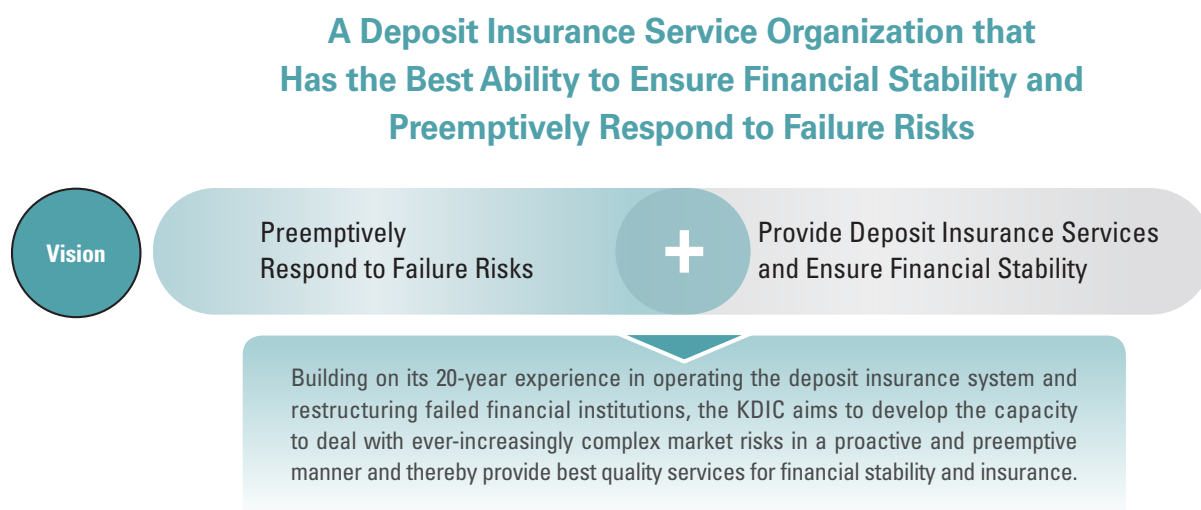 A Deposit Insurance Service Organization that
Has the Best Ability to Ensure Financial Stability and
Preemptively Respond to Failure Risks
Vision
Preemptively
Respond to Failure Risks
+
Provide Deposit Insurance Services
and Ensure Financial Stability
Building on its 20-year experience in operating the deposit insurance system and
restructuring failed financial institutions, the KDIC aims to develop the capacity
to deal with ever-increasingly complex market risks in a proactive and preemptive
manner and thereby provide best quality services for financial stability and insurance.